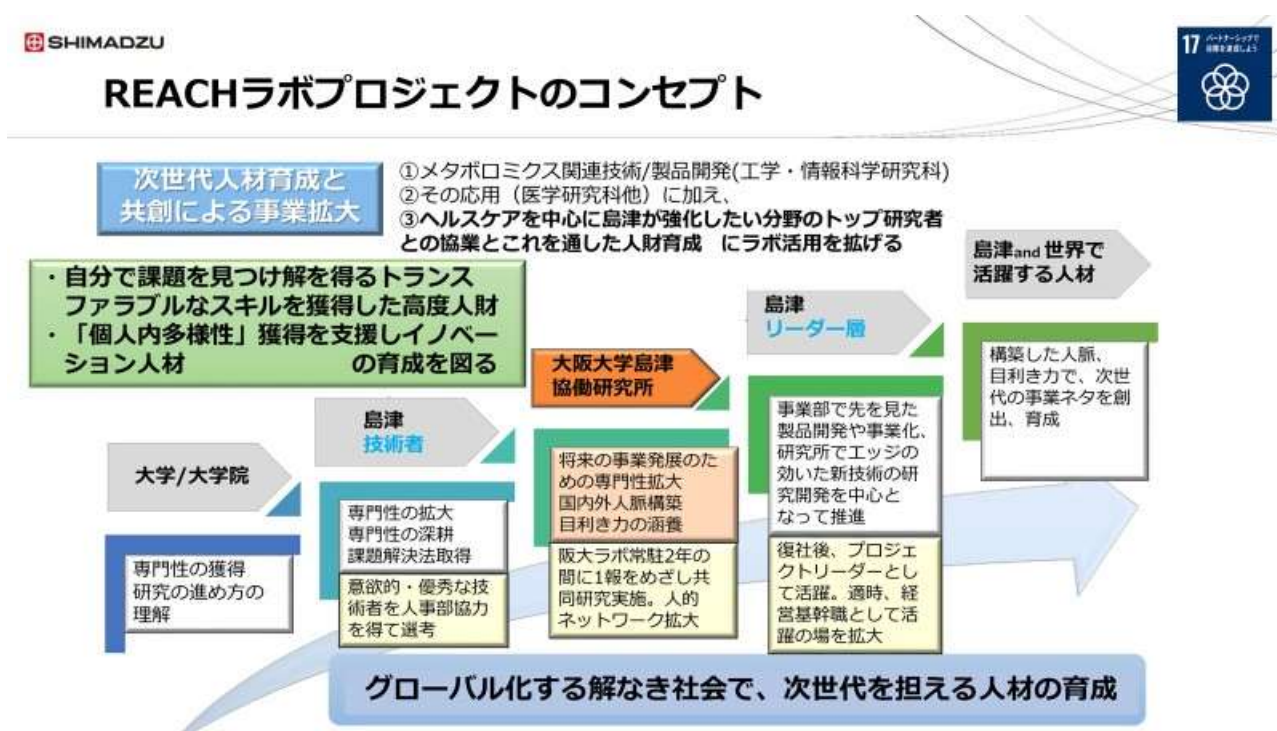 SHIMADZU
17 パートナーシップで
目標を達成しよう
REACHラボプロジェクトのコンセプト
次世代人材育成と
共創による事業拡大
①メタボロミクス関連技術/製品開発(工学・情報科学研究科)
②その応用（医学研究科他）に加え、
③ヘルスケアを中心に島津が強化したい分野のトップ研究者
との協業とこれを通した人財育成 にラボ活用を拡げる
・自分で課題を見つけ解を得るトランス
ファラブルなスキルを獲得した高度人財
・「個人内多様性」獲得を支援しイノベー
ション人材 の育成を図る
大学/大学院
専門性の獲得
研究の進め方の
理解
島津
技術者
専門性の拡大
専門性の深耕
課題解決法取得
意欲的・優秀な技
術者を人事部協力
を得て選考
大阪大学島津
協働研究所
将来の事業発展のた
めの専門性拡大
国内外人脈構築
目利き力の涵養
阪大ラボ常駐2年の
間に1報をめざし共
同研究実施。人的
ネットワーク拡大
島津
リーダー層
事業部で先を見た
製品開発や事業化、
研究所でエッジの
効いた新技術の研
究開発を中心と
なって推進
復社後、プロジェ
クトリーダーとし
て活躍。適時、経
営基幹職として活
躍の場を拡大
島津and 世界で
活躍する人材
構築した人脈、
目利き力で、次世
代の事業ネタを創
出、育成
グローバル化する解なき社会で、次世代を担える人材の育成